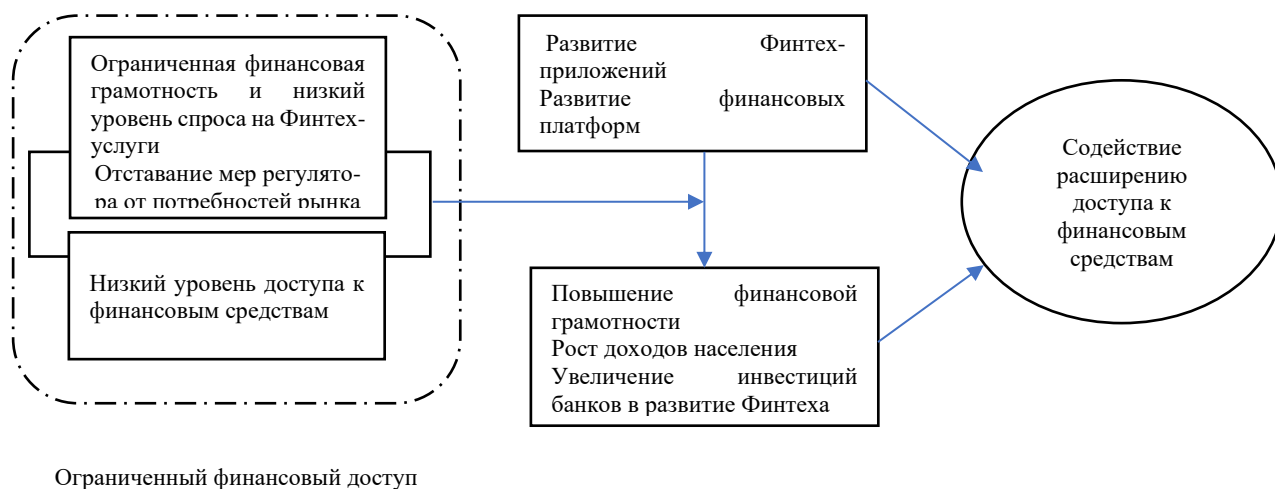 Ограниченная финансовая
грамотность и низкий
уровень спроса на Финтех-
услуги
Отставание мер регулято-
ра от потребностей рынка
Низкий уровень доступа к
финансовым средствам
Развитие Финтех-
приложений
Развитие финансовых
платформ
Повышение финансовой
грамотности
Рост доходов населения
Увеличение инвестиций
банков в развитие Финтеха
Содействие
расширению
доступа к
финансовым
средствам
Ограниченный финансовый доступ